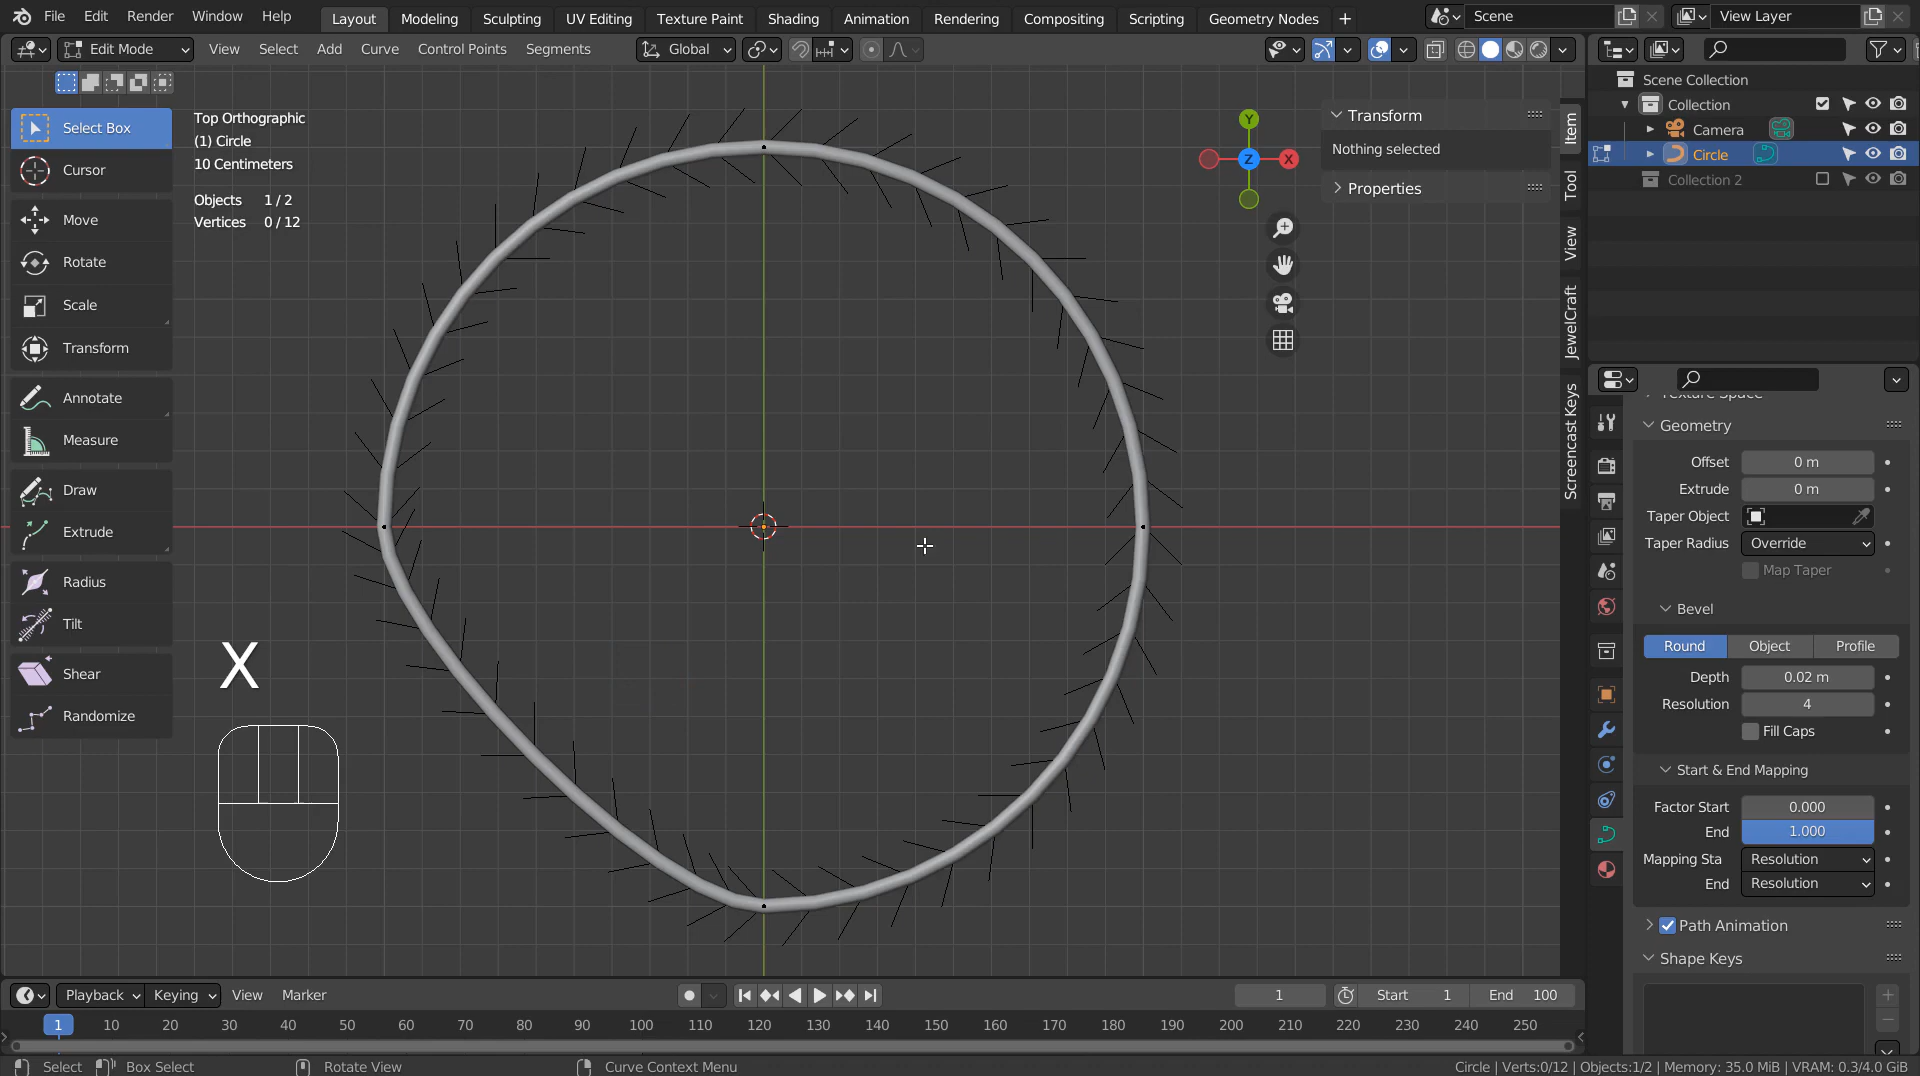 File Edit Render Window Help Layout Modeling Sculpting UV Editing Texture Paint Shading Animation Rendering Compositing Scripting Geometry Nodes + Scene View Layer
Edit Mode View Select Add Curve Control Points Segments Global
Top Orthographic
(1) Circle
10 Centimeters
Objects 1 / 2
Vertices 0 / 12
Select Box
Cursor
Move
Rotate
Scale
Transform
Annotate
Measure
Draw
Extrude
Radius
Tilt
Shear
Randomize
X
Y
Z
X
Transform
Nothing selected
Properties
Item
Tool
View
JewelCraft
Screencast Keys
Scene Collection
Collection
Camera
Circle
Collection 2
Texture Space
Geometry
Offset 0 m
Extrude 0 m
Taper Object
Taper Radius Override
Map Taper
Bevel
Round Object Profile
Depth 0.02 m
Resolution 4
Fill Caps
Start & End Mapping
Factor Start 0.000
End 1.000
Mapping Sta Resolution
End Resolution
Path Animation
Shape Keys
Playback Keying View Marker 1 Start 1 End 100
1 10 20 30 40 50 60 70 80 90 100 110 120 130 140 150 160 170 180 190 200 210 220 230 240 250
Select Box Select Rotate View Curve Context Menu Circle | Verts:0/12 | Objects:1/2 | Memory: 35.0 MiB | VRAM: 0.3/4.0 GiB